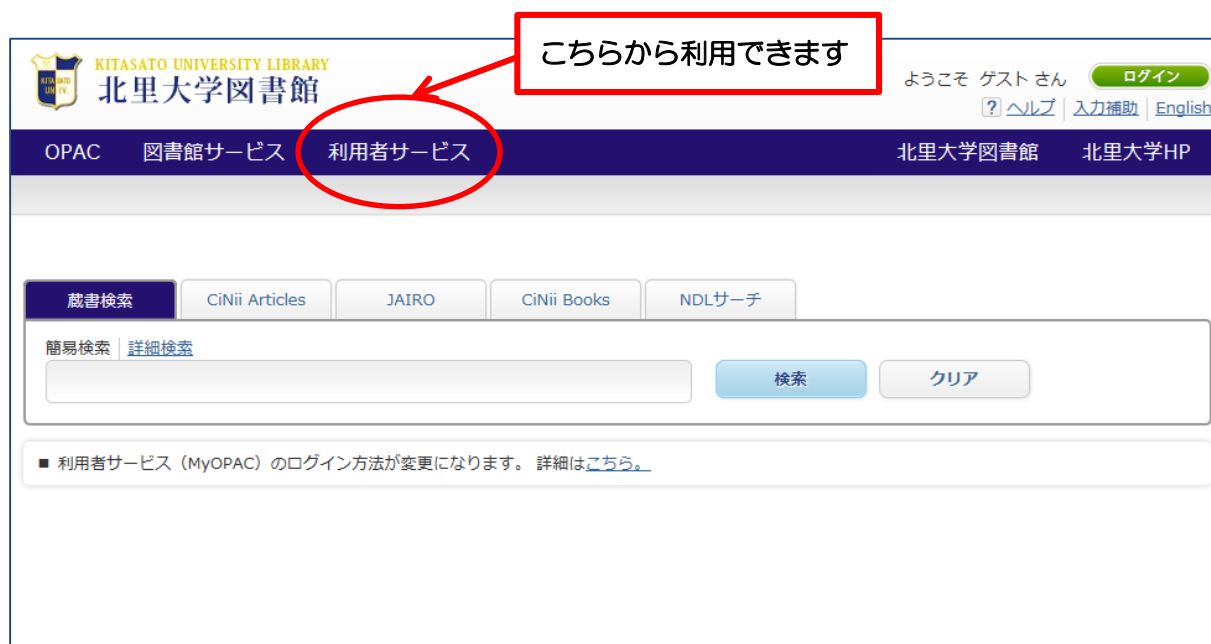 こちらから利用できます
KITASATO UNIVERSITY LIBRARY
北里大学図書館
KITASATO
UNIV.
ようこそ ゲスト さん ログイン
? ヘルプ 入力補助 English
OPAC 図書館サービス 利用者サービス 北里大学図書館 北里大学HP
蔵書検索 CiNii Articles JAIRO CiNii Books NDLサーチ
簡易検索 詳細検索
検索 クリア
■ 利用者サービス（MyOPAC）のログイン方法が変更になります。 詳細はこちら。